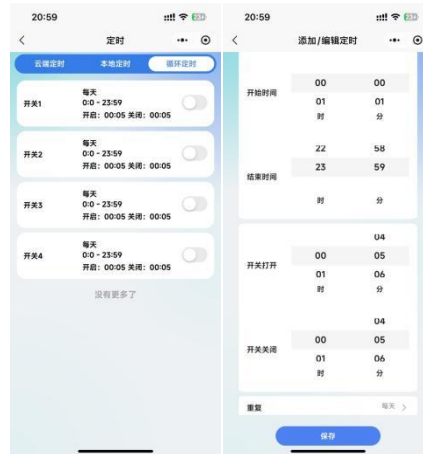 20:59
定时
云端定时 本地定时 循环定时
开关1
每天
0:0 - 23:59
开启: 00:05 关闭: 00:05
开关2
每天
0:0 - 23:59
开启: 00:05 关闭: 00:05
开关3
每天
0:0 - 23:59
开启: 00:05 关闭: 00:05
开关4
每天
0:0 - 23:59
开启: 00:05 关闭: 00:05
没有更多了
20:59
添加/编辑定时
开始时间
00 00
01 01
时 分
结束时间
22 58
23 59
时 分
开关打开
04
00 05
01 06
时 分
开关关闭
04
00 05
01 06
时 分
重复 每天
保存